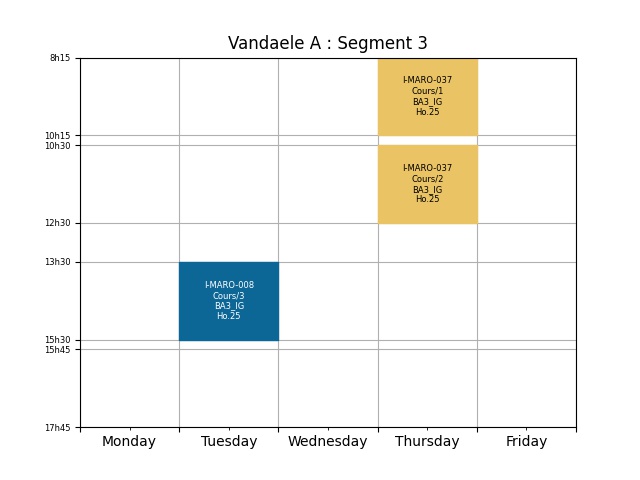 Vandaele A : Segment 3
8h15
I-MARO-037
Cours/1
BA3_IG
Ho.25
10h15
10h30
I-MARO-037
Cours/2
BA3_IG
Ho.25
12h30
13h30
I-MARO-008
Cours/3
BA3_IG
Ho.25
15h30
15h45
17h45
Monday Tuesday Wednesday Thursday Friday